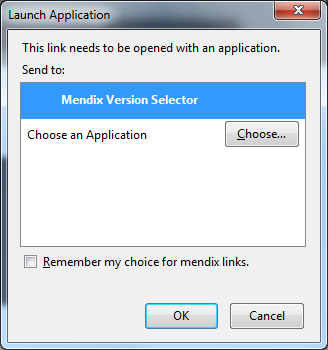 Launch Application
This link needs to be opened with an application.
Send to:
Mendix Version Selector
Choose an Application
Choose...
Remember my choice for mendix links.
OK
Cancel